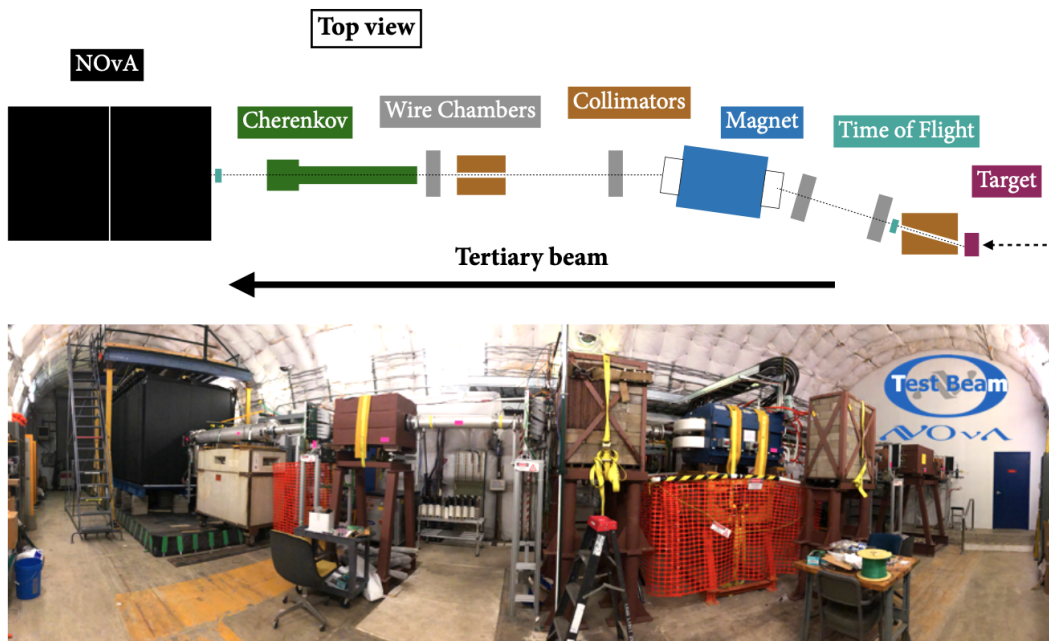 Top view
NOvA
Cherenkov
Wire Chambers
Collimators
Magnet
Time of Flight
Target
Tertiary beam
Test Beam
NOvA